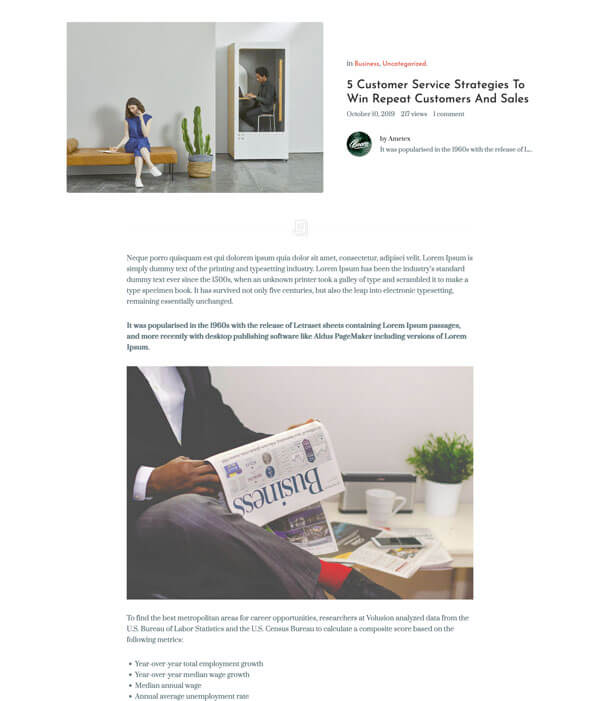 In Business, Uncategorized.
5 Customer Service Strategies To
Win Repeat Customers And Sales
October 10, 2019 217 views 1 comment
by Ametex
It was popularised in the 1960s with the release of L...
Neque porro quisquam est qui dolorem ipsum quia dolor sit amet, consectetur, adipisci velit. Lorem Ipsum is
simply dummy text of the printing and typesetting industry. Lorem Ipsum has been the industry's standard
dummy text ever since the 1500s, when an unknown printer took a galley of type and scrambled it to make a
type specimen book. It has survived not only five centuries, but also the leap into electronic typesetting,
remaining essentially unchanged.
It was popularised in the 1960s with the release of Letraset sheets containing Lorem Ipsum passages,
and more recently with desktop publishing software like Aldus PageMaker including versions of Lorem
Ipsum.
Business
To find the best metropolitan areas for career opportunities, researchers at Volusion analyzed data from the
U.S. Bureau of Labor Statistics and the U.S. Census Bureau to calculate a composite score based on the
following metrics:
Year-over-year total employment growth
Year-over-year median wage growth
Median annual wage
Annual average unemployment rate